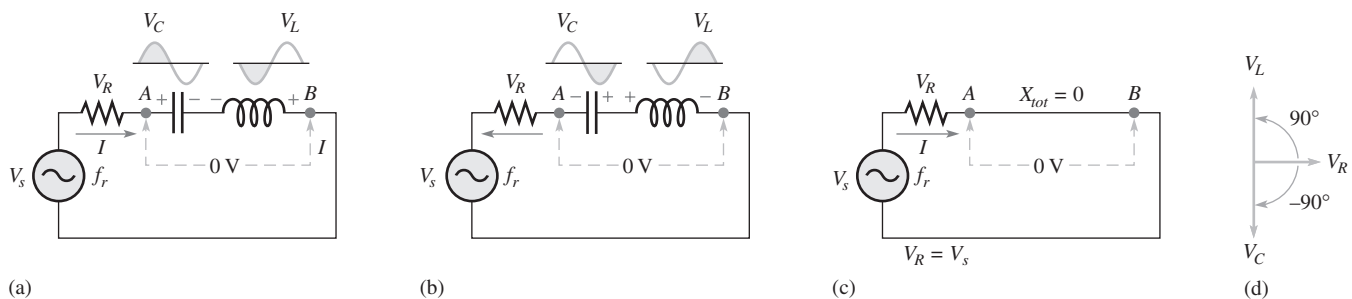 V_C
V_L
V_R
A
+
–
–
+
B
I
I
0 V
V_s
f_r
(a)
V_C
V_L
V_R
A
–
+
+
–
B
0 V
V_s
f_r
(b)
V_R
A
X_tot = 0
B
I
0 V
V_s
f_r
V_R = V_s
(c)
V_L
90°
V_R
–90°
V_C
(d)